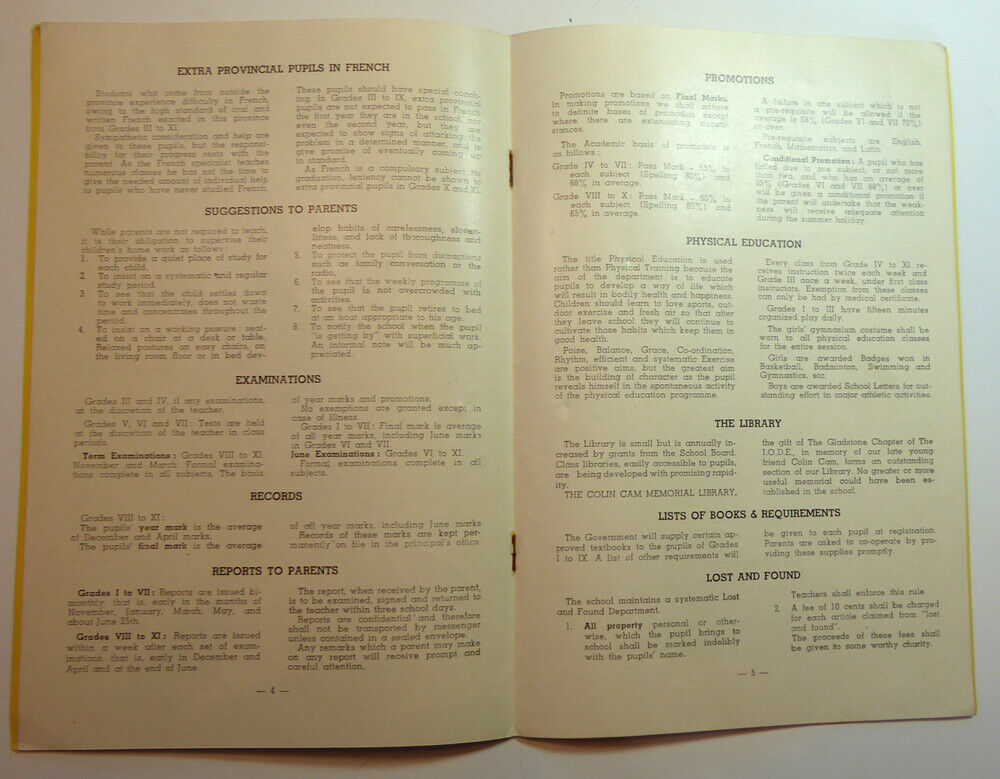 EXTRA PROVINCIAL PUPILS IN FRENCH
Students who come from outside the
province experience difficulty in French,
owing to the high standard of oral and
written French exacted in this province
from Grades III to XI.
Sympathetic consideration and help are
given to these pupils, but the responsi-
bility for their progress rests with the
parent. As the French specialist teaches
numerous classes he has not the time to
give the needed amount of individual help
to pupils who have never studied French.
These pupils should have special coach-
ing. In Grades III to IX, extra provincial
pupils are not expected to pass in French
the first year they are in the school, nor
even the second year, but they are
expected to show signs of attacking the
problem in a determined manner, and to
give promise of eventually coming up
to standard.
As French is a compulsory subject for
graduation, leniency cannot be shown to
extra provincial pupils in Grades X and XI.
SUGGESTIONS TO PARENTS
While parents are not required to teach,
it is their obligation to supervise their
children's home work as follows:
1. To provide a quiet place of study for
each child.
2. To insist on a systematic and regular
study period.
3. To see that the child settles down
to work immediately, does not waste
time and concentrates throughout the
period.
4. To insist on a working posture: seat-
ed on a chair at a desk or table.
Relaxed postures on easy chairs, on
the living room floor or in bed dev-
elop habits of carelessness, sloven-
liness, and lack of thoroughness and
neatness.
5. To protect the pupil from distractions
such as family conversation or the
radio.
6. To see that the weekly programme of
the pupil is not overcrowded with
activities.
7. To see that the pupil retires to bed
at an hour appropriate to his age.
8. To notify the school when the pupil
"is getting by" with superficial work.
An informal note will be much ap-
preciated.
EXAMINATIONS
Grades III and IV, if any examinations,
at the discretion of the teacher.
Grades V, VI and VII: Tests are held
at the discretion of the teacher in class
periods.
Term Examinations: Grades VIII to XI.
November and March: Formal examina-
tions complete in all subjects. The basis
of year marks and promotions.
No exemptions are granted except in
case of illness.
Grades I to VII: Final mark is average
of all year marks, including June marks
in Grades VI and VII.
June Examinations: Grades VI to XI.
Formal examinations complete in all
subjects.
RECORDS
Grades VIII to XI:
The pupils' year mark is the average
of December and April marks.
The pupils' final mark is the average
of all year marks, including June marks
Records of these marks are kept per-
manently on file in the principal's office.
REPORTS TO PARENTS
Grades I to VII: Reports are issued bi-
monthly, that is, early in the months of
November, January, March, May, and
about June 25th.
Grades VIII to XI: Reports are issued
within a week after each set of exam-
inations, that is, early in December and
April and at the end of June.
The report, when received by the parent,
is to be examined, signed and returned to
the teacher within three school days.
Reports are confidential and therefore
shall not be transported by messenger
unless contained in a sealed envelope.
Any remarks which a parent may make
on any report will receive prompt and
careful attention.
— 4 —
PROMOTIONS
Promotions are based on Final Marks.
In making promotions we shall adhere
to definite bases of promotion except
where there are extenuating circum-
stances.
The Academic basis of promotion is
as follows:
Grade IV to VII: Pass Mark, 55% in
each subject (Spelling 80%) and
68% in average.
Grade VIII to X: Pass Mark, 60% in
each subject (Spelling 80%) and
65% in average.
A failure in one subject which is not
a pre-requisite will be allowed if the
average is 68%, (Grades VI and VII 70%)
or over.
Pre-requisite subjects are English,
French, Mathematics, and Latin.
Conditional Promotion: A pupil who has
failed due to one subject, or not more
than two, and who has an average of
65% (Grades VI and VII 68%) or over
will be given a conditional promotion if
the parent will undertake that the weak-
ness will receive adequate attention
during the summer holiday.
PHYSICAL EDUCATION
The title Physical Education is used
rather than Physical Training because the
aim of the department is to educate
pupils to develop a way of life which
will result in bodily health and happiness.
Children should learn to love sports, out-
door exercise and fresh air so that after
they leave school they will continue to
cultivate those habits which keep them in
good health.
Poise, Balance, Grace, Co-ordination,
Rhythm, efficient and systematic Exercise
are positive aims, but the greatest aim
is the building of character as the pupil
reveals himself in the spontaneous activity
of the physical education programme.
Every class from Grade IV to XI re-
ceives instruction twice each week and
Grade III once a week, under first class
instructors. Exemption from these classes
can only be had by medical certificate.
Grades I to III have fifteen minutes
organized play daily.
The girls' gymnasium costume shall be
worn to all physical education classes
for the entire session.
Girls are awarded Badges won in
Basketball, Badminton, Swimming and
Gymnastics, etc.
Boys are awarded School Letters for out-
standing effort in major athletic activities.
THE LIBRARY
The Library is small but is annually in-
creased by grants from the School Board.
Class libraries, easily accessible to pupils,
are being developed with promising rapid-
ity.
THE COLIN CAM MEMORIAL LIBRARY,
the gift of The Gladstone Chapter of The
I.O.D.E., in memory of our late young
friend Colin Cam, forms an outstanding
section of our Library. No greater or more
useful memorial could have been es-
tablished in the school.
LISTS OF BOOKS & REQUIREMENTS
The Government will supply certain ap-
proved textbooks to the pupils of Grades
I to IX. A list of other requirements will
be given to each pupil at registration.
Parents are asked to co-operate by pro-
viding these supplies promptly.
LOST AND FOUND
The school maintains a systematic Lost
and Found Department.
1. All property personal or other-
wise, which the pupil brings to
school shall be marked indelibly
with the pupils' name.
Teachers shall enforce this rule.
2. A fee of 10 cents shall be charged
for each article claimed from "lost
and found".
The proceeds of these fees shall
be given to some worthy charity.
— 5 —